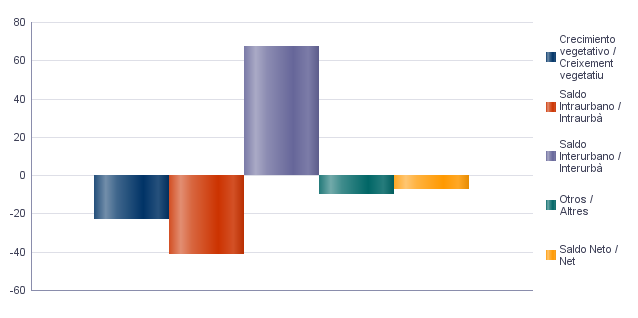 80
60
40
20
0
-20
-40
-60
Crecimiento
vegetativo /
Creixement
vegetatiu
Saldo
Intraurbano /
Intraurbà
Saldo
Interurbano /
Interurbà
Otros /
Altres
Saldo Neto /
Net